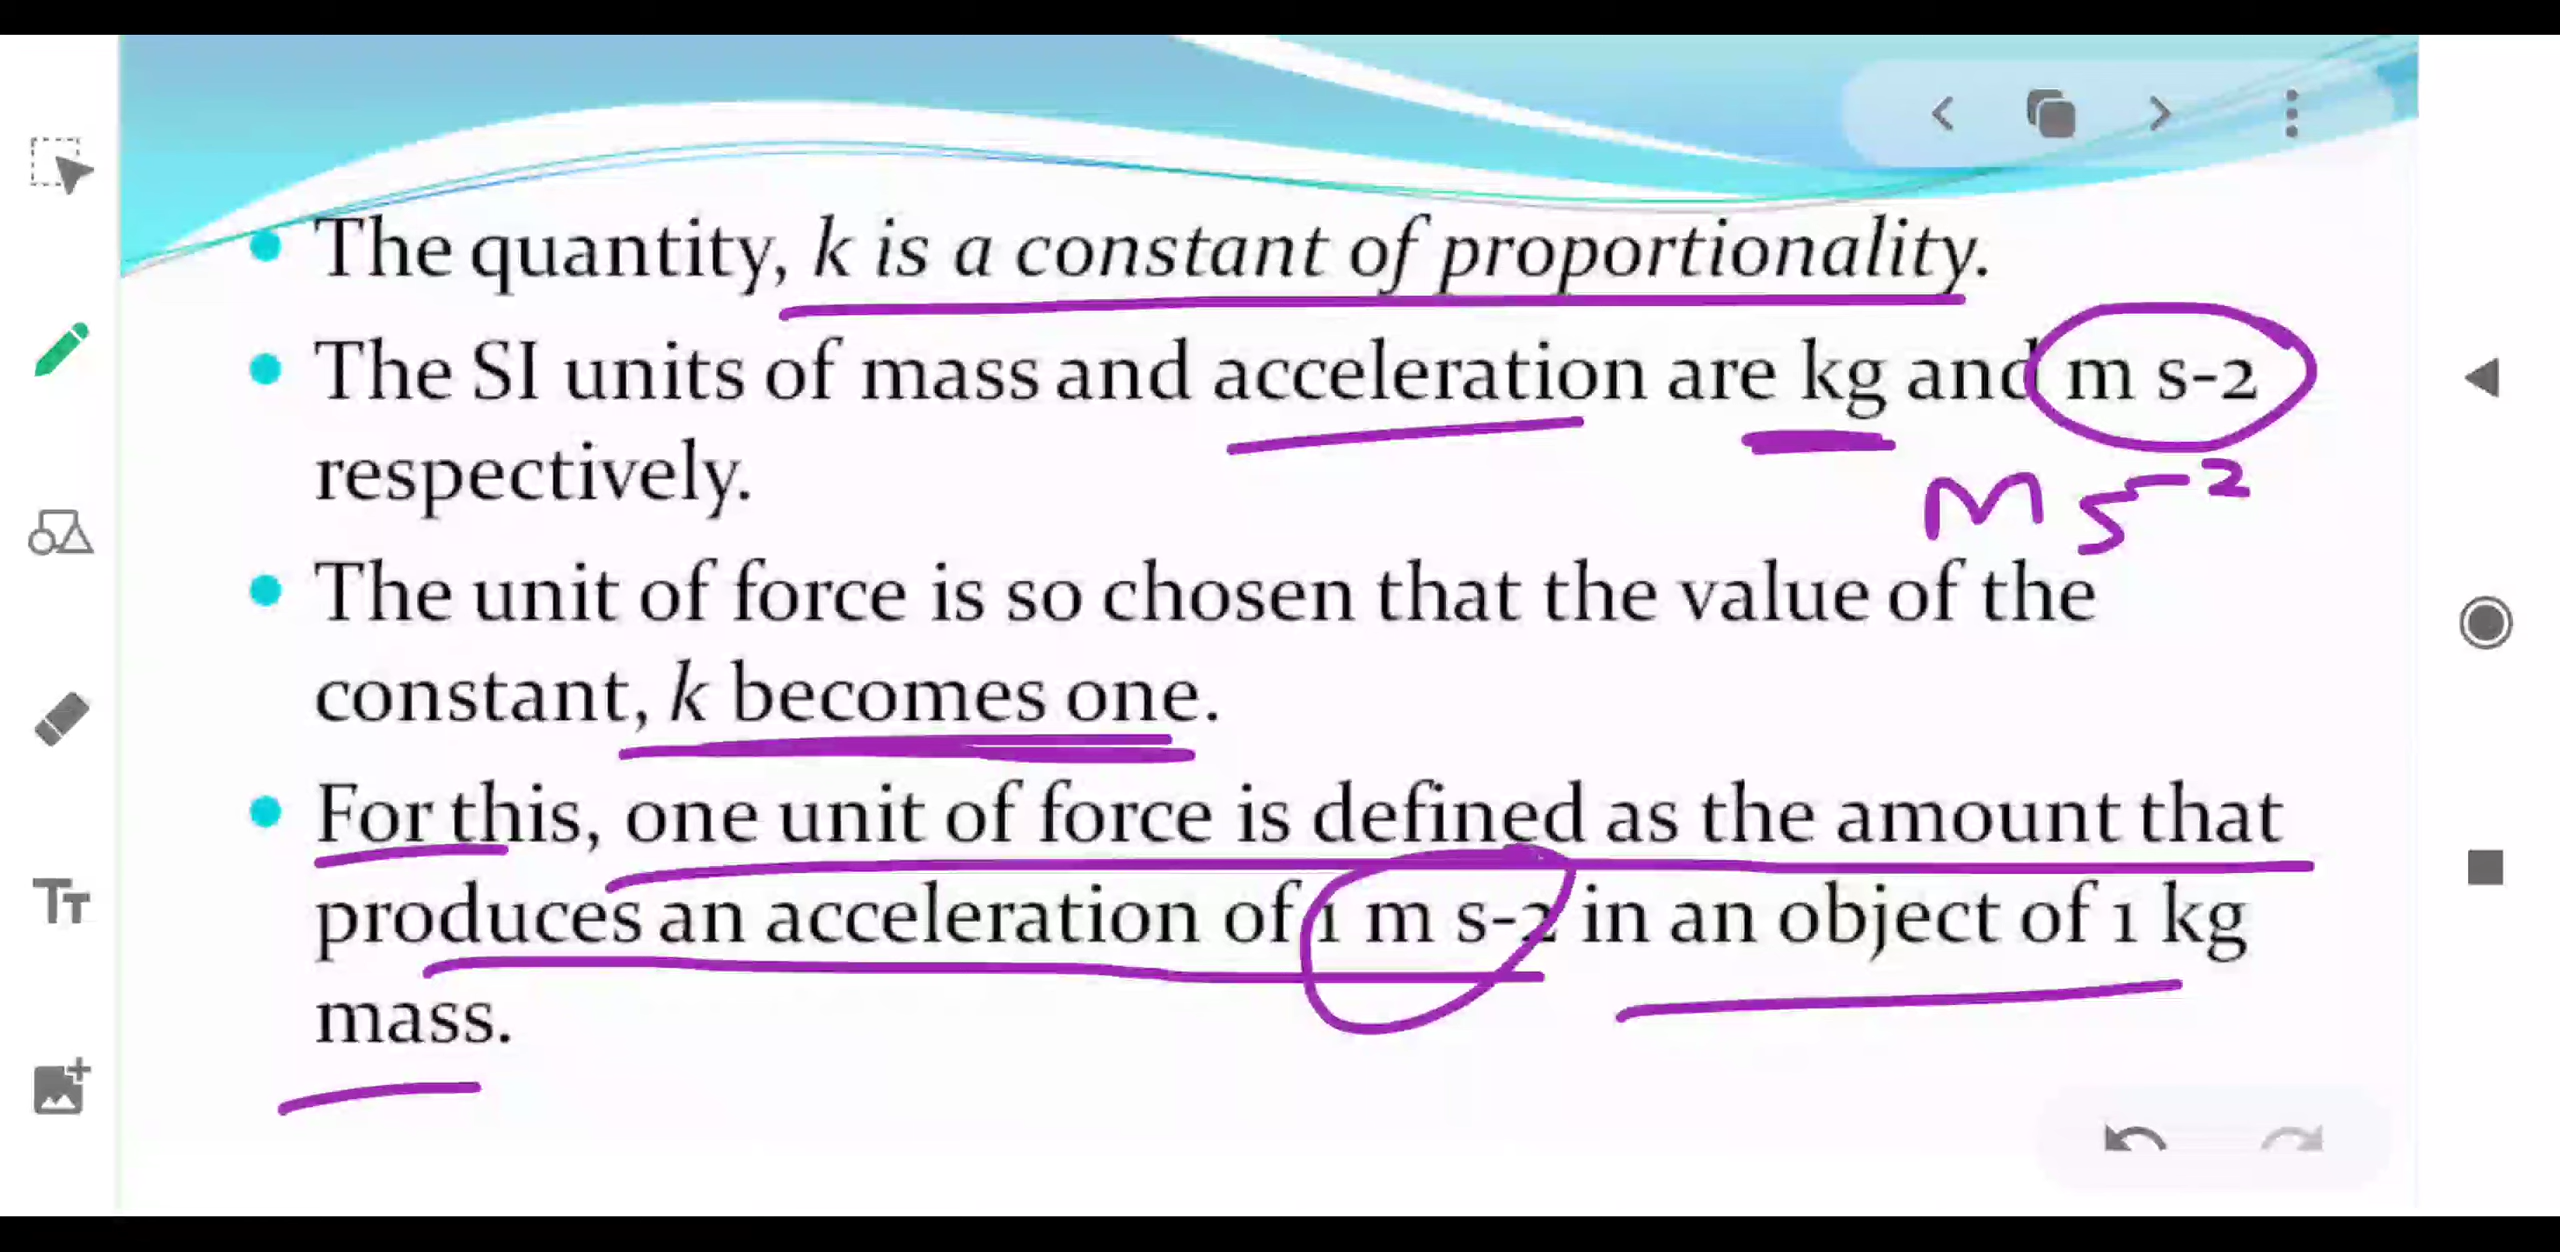 The quantity, k is a constant of proportionality.
The SI units of mass and acceleration are kg and m s-2
respectively.
M s⁻²
The unit of force is so chosen that the value of the
constant, k becomes one.
For this, one unit of force is defined as the amount that
produces an acceleration of 1 m s-2 in an object of 1 kg
mass.
TT